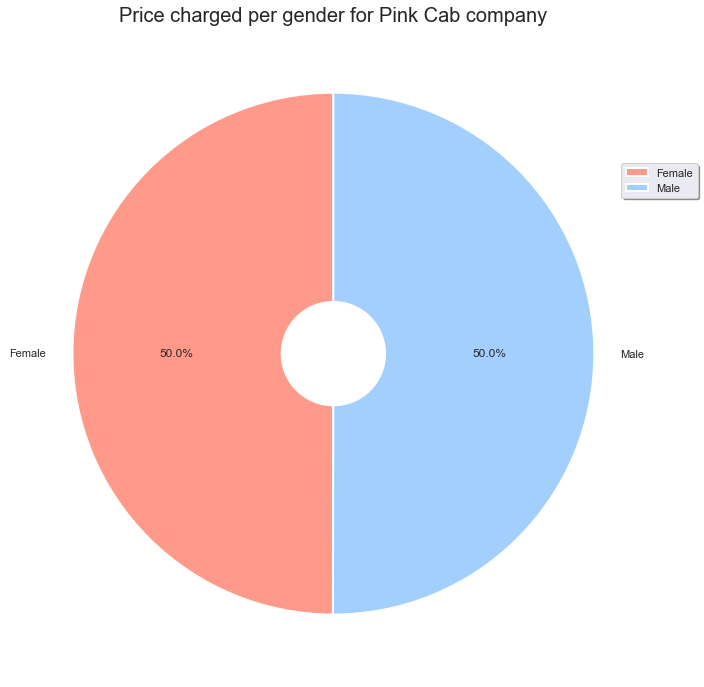 Price charged per gender for Pink Cab company
Female
Male
Female
50.0%
50.0%
Male